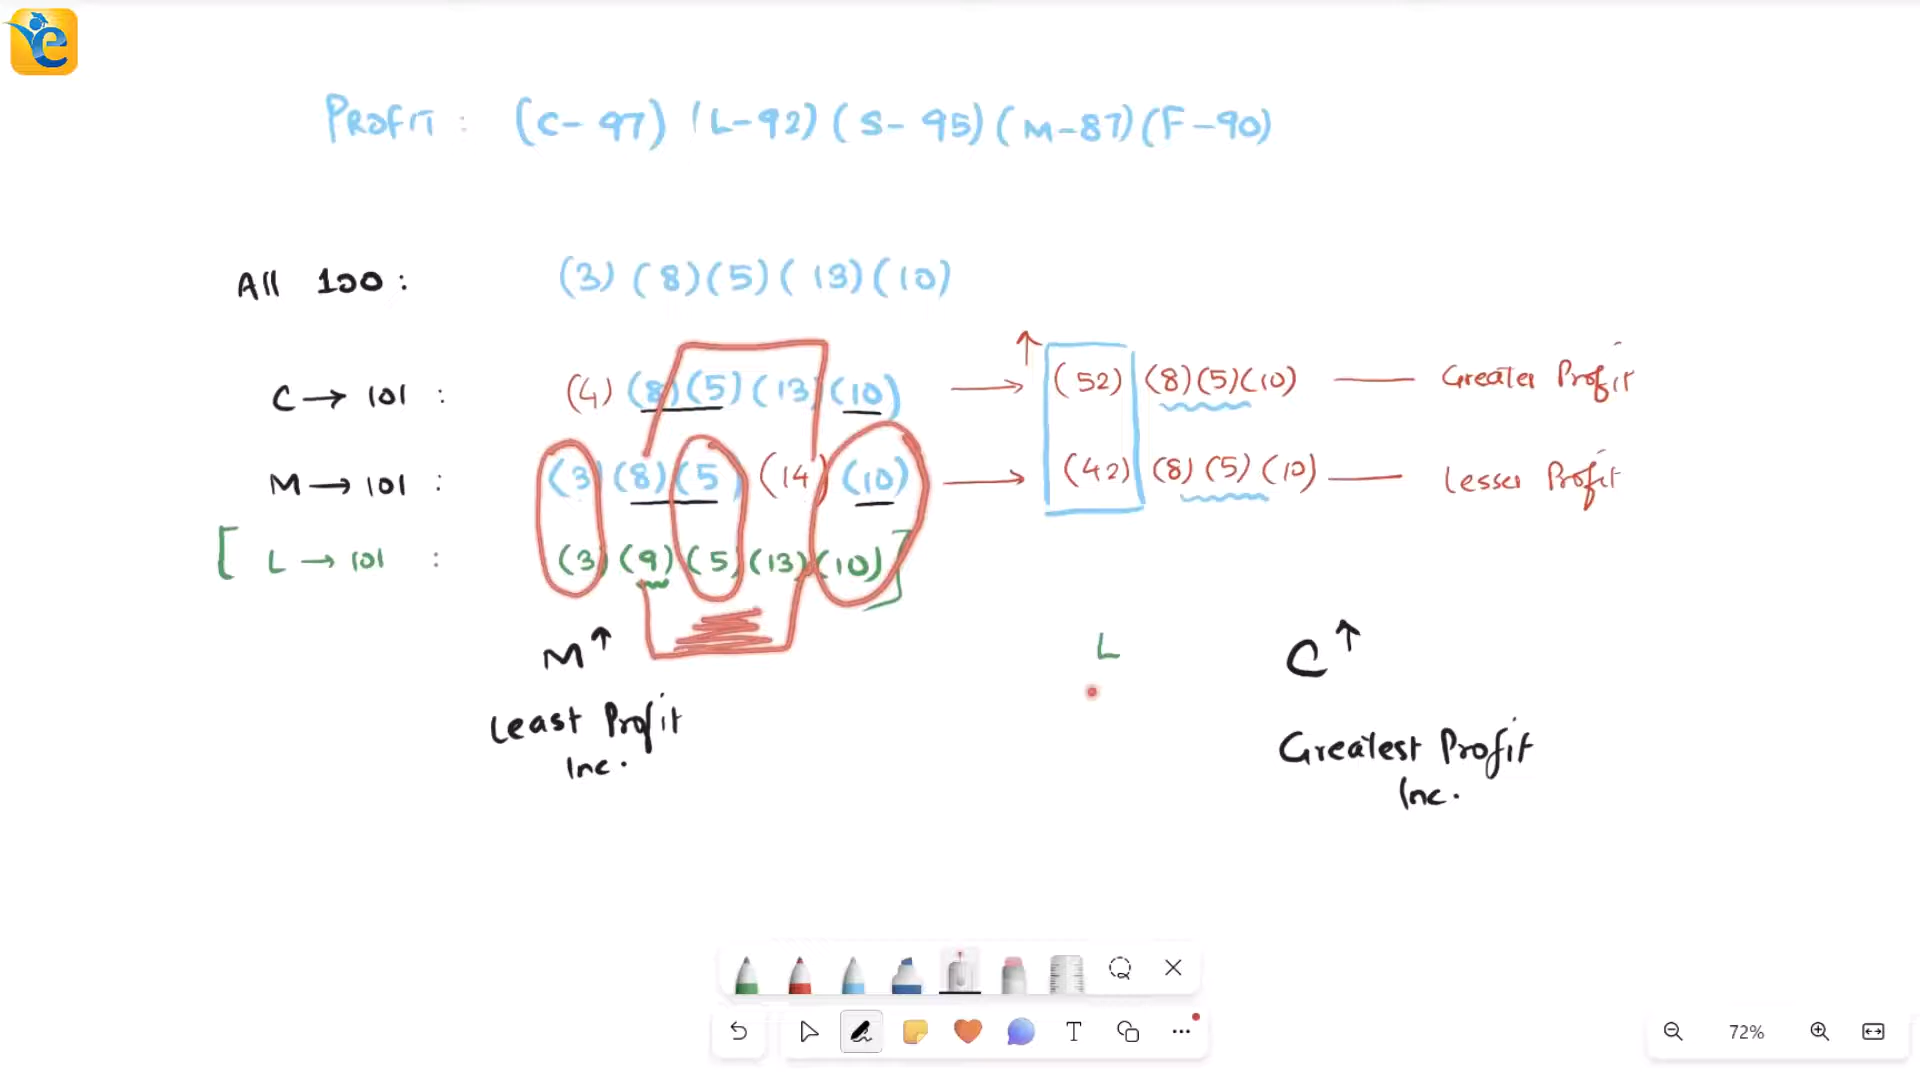 e
Profit : (C- 97) (L-92) (S- 95) (M-87) (F-90)
All 100 : (3) (8) (5) (13) (10)
C → 101 : (4) (8) (5) (13) (10) → ↑ (52) (8) (5) (10) — Greater Profit
M → 101 : (3) (8) (5) (14) (10) → (42) (8) (5) (10) — Lesser Profit
[ L → 101 : (3) (9) (5) (13) (10) ]
M ↑
Least Profit
Inc.
L
C ↑
Greatest Profit
Inc.
T
72%